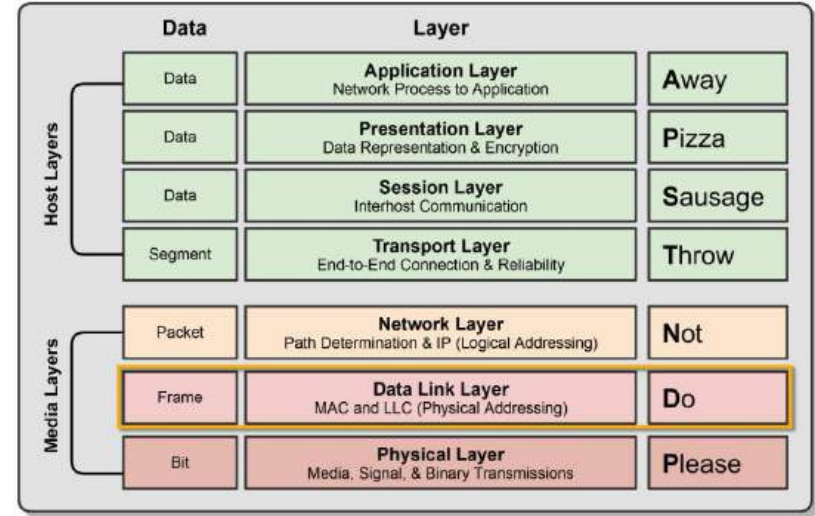 Data Layer
Host Layers
Data
Application Layer
Network Process to Application
Away
Data
Presentation Layer
Data Representation & Encryption
Pizza
Data
Session Layer
Interhost Communication
Sausage
Segment
Transport Layer
End-to-End Connection & Reliability
Throw
Media Layers
Packet
Network Layer
Path Determination & IP (Logical Addressing)
Not
Frame
Data Link Layer
MAC and LLC (Physical Addressing)
Do
Bit
Physical Layer
Media, Signal, & Binary Transmissions
Please